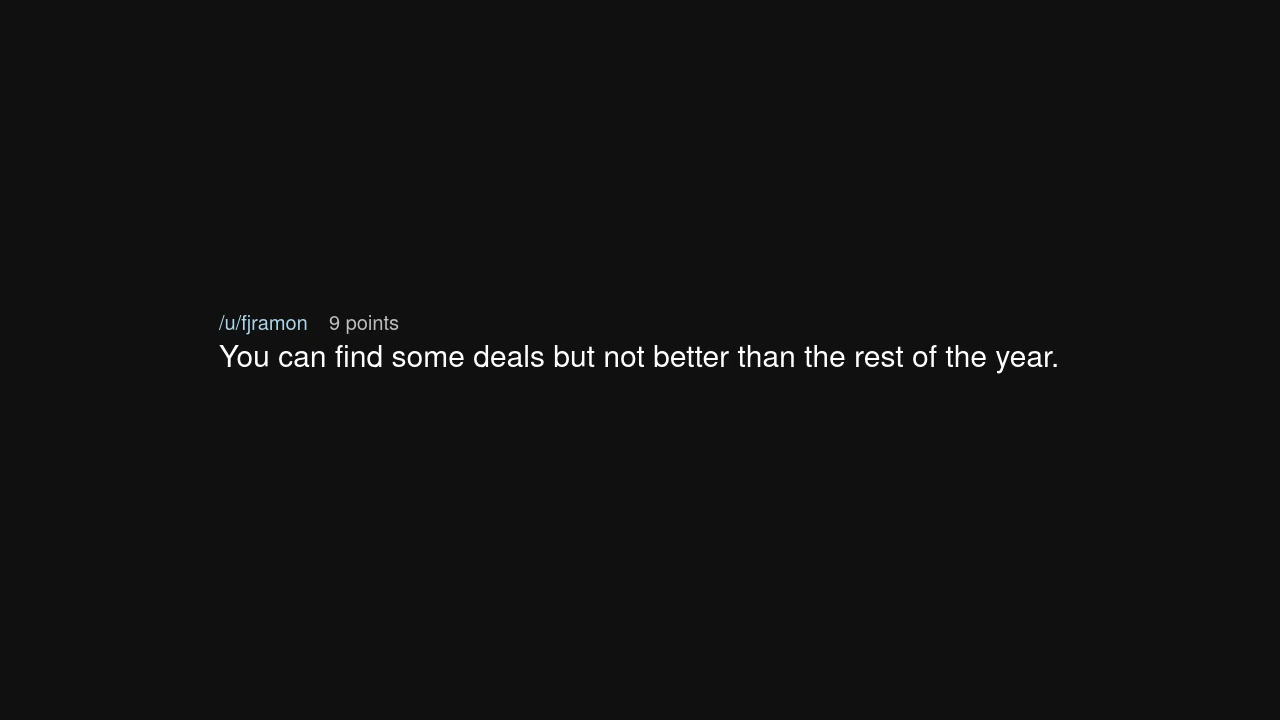 /u/fjramon 9 points
You can find some deals but not better than the rest of the year.